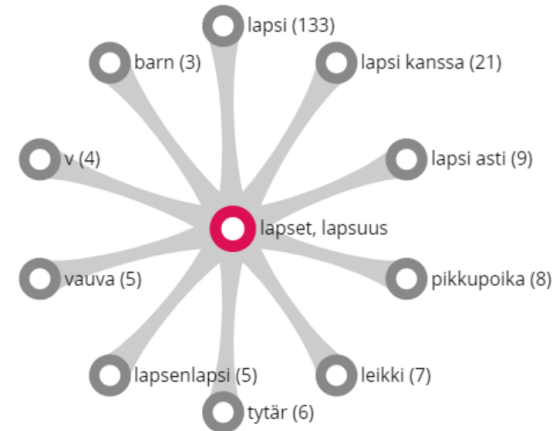 lapsi (133)
barn (3)
lapsi kanssa (21)
v (4)
lapsi asti (9)
lapset, lapsuus
vauva (5)
pikkupoika (8)
lapsenlapsi (5)
leikki (7)
tytär (6)